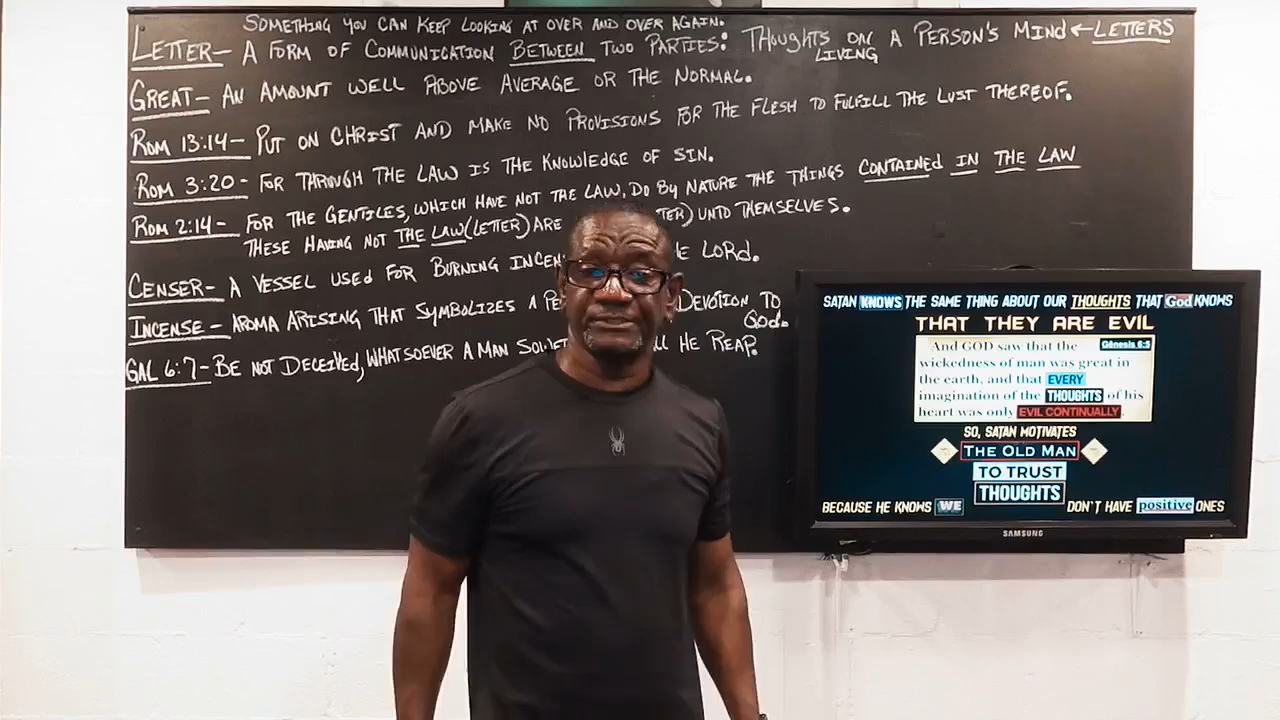 SOMETHING YOU CAN KEEP LOOKING AT OVER AND OVER AGAIN.
LETTER- A FORM OF COMMUNICATION BETWEEN TWO PARTIES: THOUGHTS ON A PERSON'S MIND ← LETTERS
LIVING
GREAT- AN AMOUNT WELL ABOVE AVERAGE OR THE NORMAL.
ROM 13:14- PUT ON CHRIST AND MAKE NO PROVISIONS FOR THE FLESH TO FULFILL THE LUST THEREOF.
ROM 3:20- FOR THROUGH THE LAW IS THE KNOWLEDGE OF SIN.
ROM 2:14- FOR THE GENTILES, WHICH HAVE NOT THE LAW, DO BY NATURE THE THINGS CONTAINED IN THE LAW
THESE HAVING NOT THE LAW (LETTER) ARE UNTO THEMSELVES.
CENSER- A VESSEL USED FOR BURNING LORD.
INCENSE- AROMA ARISING THAT SYMBOLIZES A DEVOTION TO
GOD.
GAL 6:7- BE NOT DECEIVED, WHATSOEVER A MAN HE REAP.
SATAN KNOWS THE SAME THING ABOUT OUR THOUGHTS THAT God KNOWS
THAT THEY ARE EVIL
And GOD saw that the Genesis 6:5
wickedness of man was great in
the earth, and that EVERY
imagination of the THOUGHTS of his
heart was only EVIL CONTINUALLY.
SO, SATAN MOTIVATES
THE OLD MAN
TO TRUST
THOUGHTS
BECAUSE HE KNOWS WE DON'T HAVE positive ONES
SAMSUNG